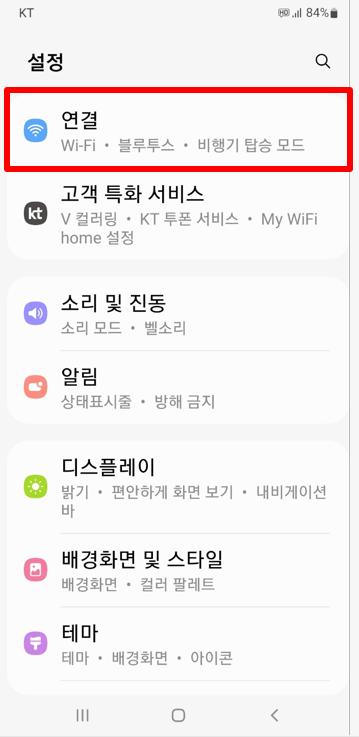 KT HD 84%
설정
연결
Wi-Fi • 블루투스 • 비행기 탑승 모드
kt 고객 특화 서비스
V 컬러링 • KT 투폰 서비스 • My WiFi
home 설정
소리 및 진동
소리 모드 • 벨소리
알림
상태표시줄 • 방해 금지
디스플레이
밝기 • 편안하게 화면 보기 • 내비게이션
바
배경화면 및 스타일
배경화면 • 컬러 팔레트
테마
테마 • 배경화면 • 아이콘